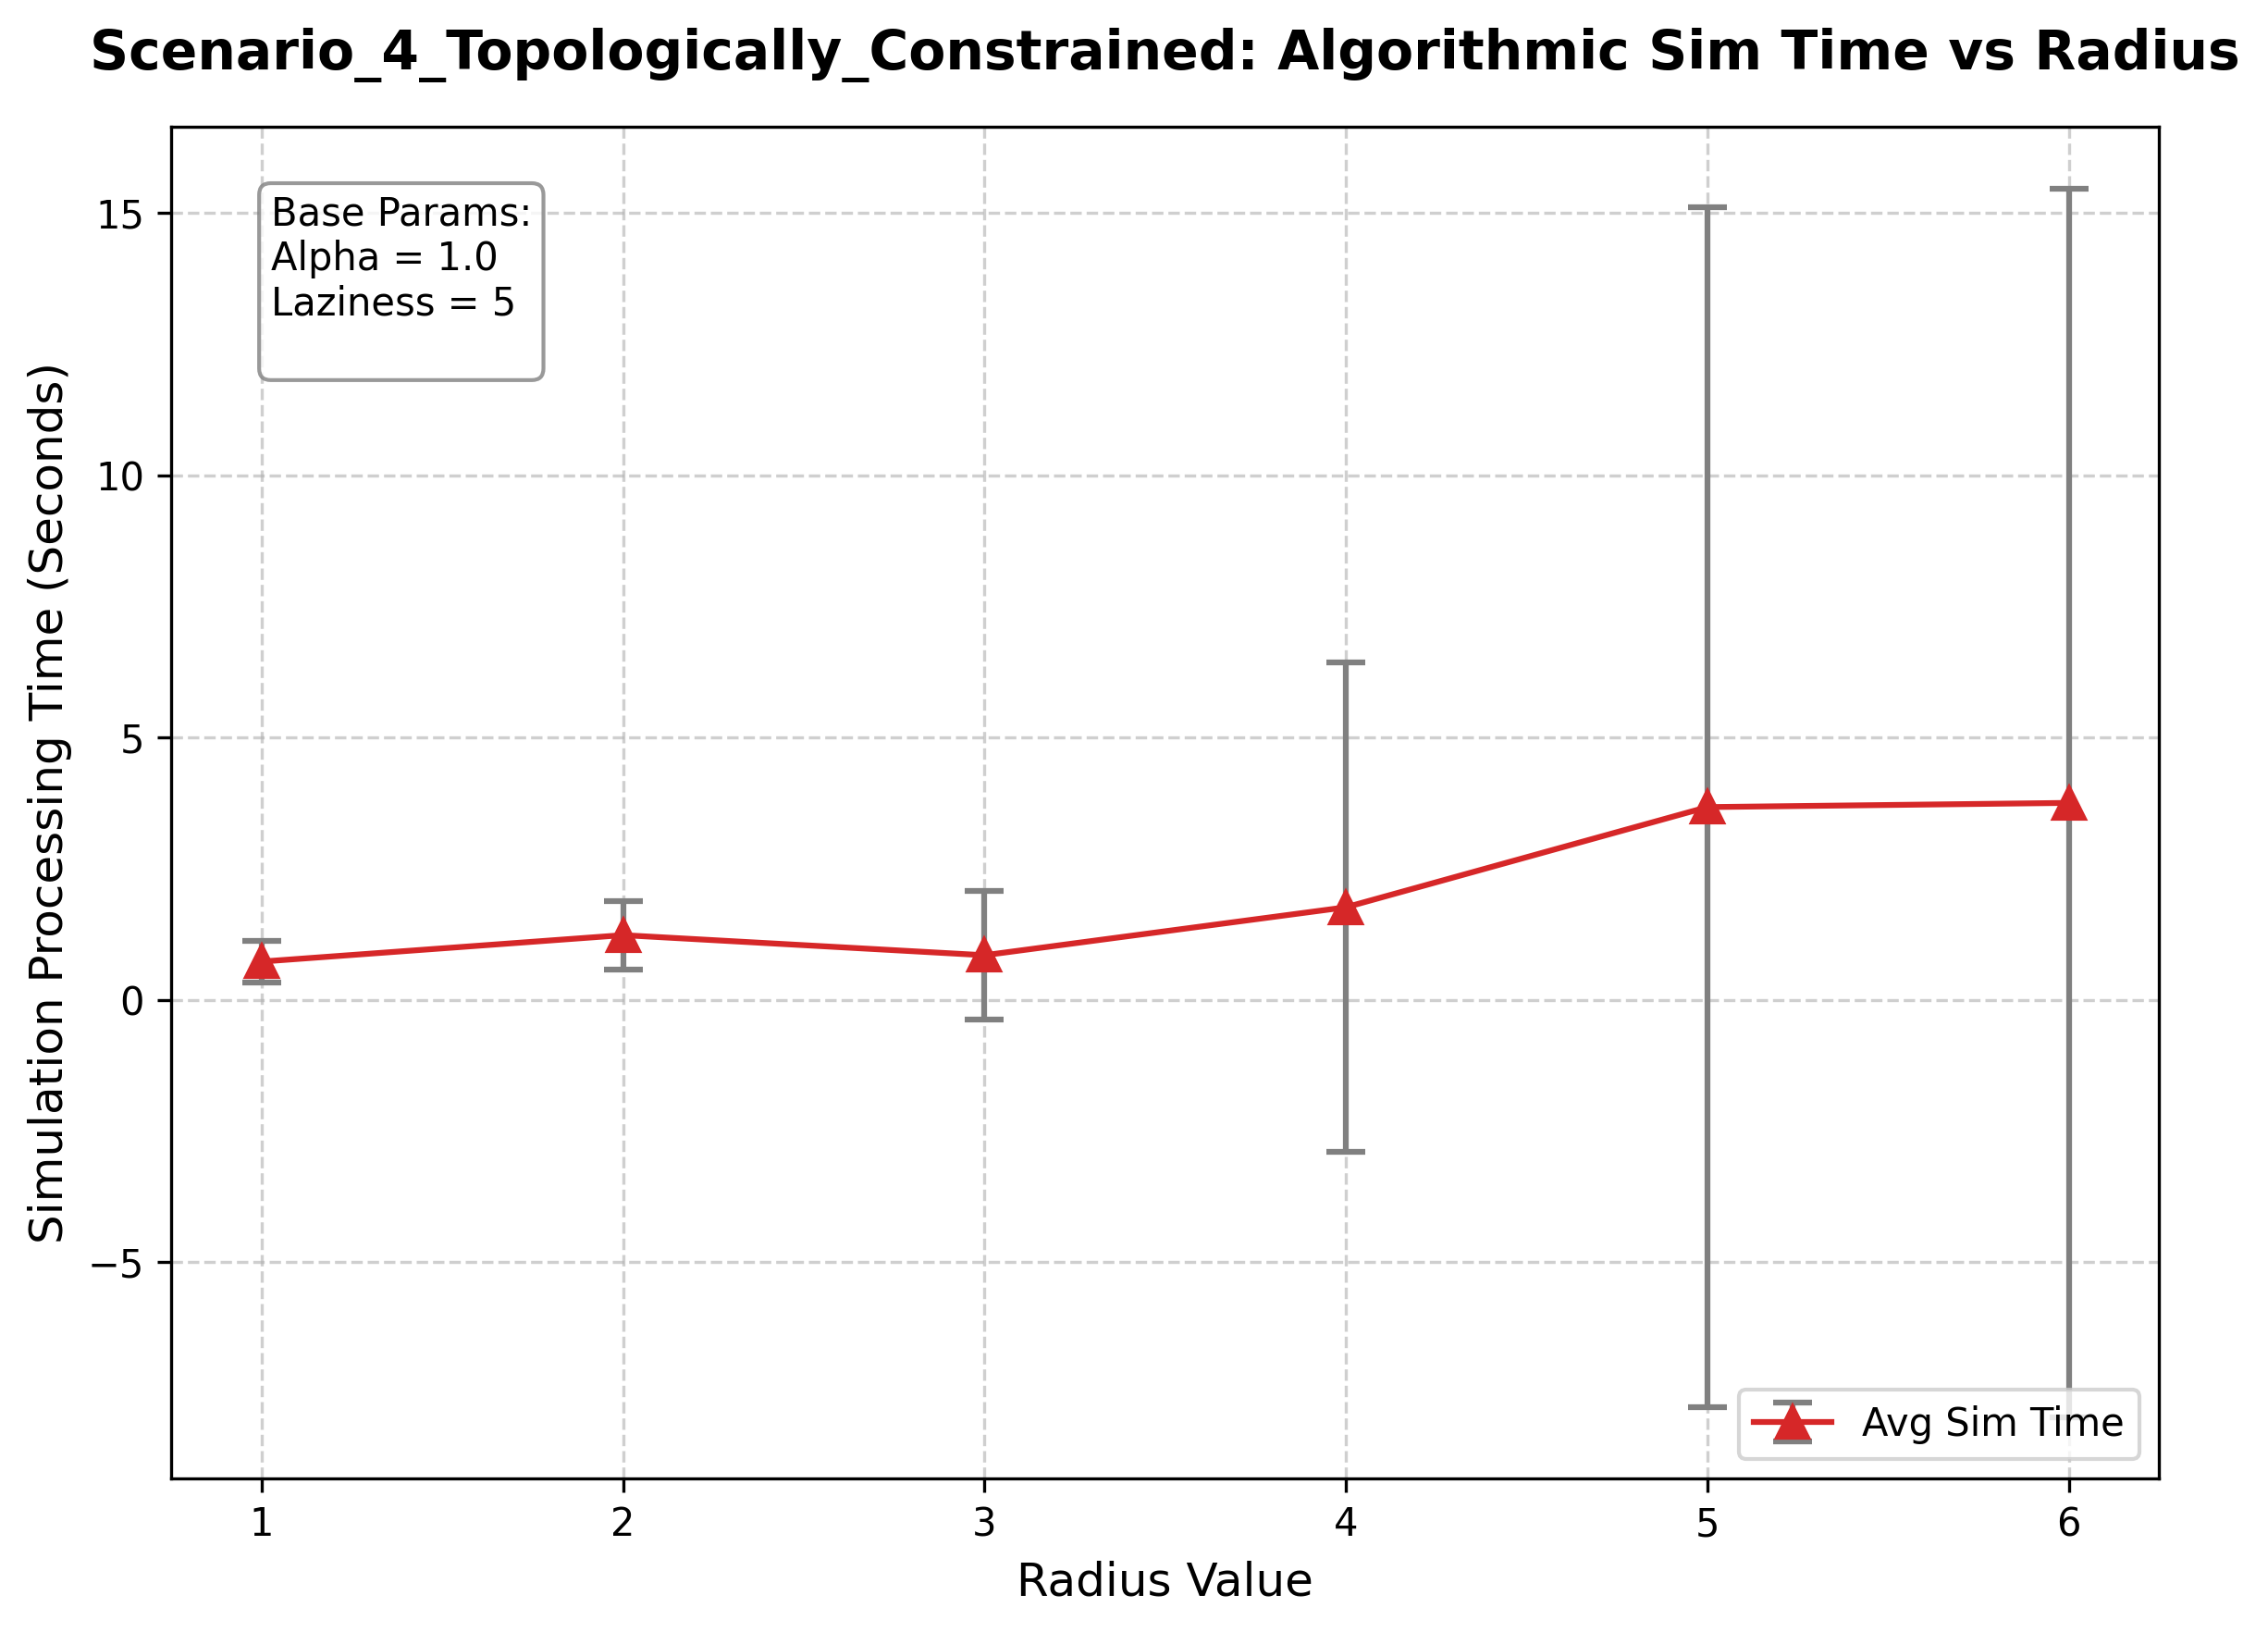 Scenario_4_Topologically_Constrained: Algorithmic Sim Time vs Radius
Base Params:
Alpha = 1.0
Laziness = 5
15
10
5
0
−5
Simulation Processing Time (Seconds)
Avg Sim Time
1 2 3 4 5 6
Radius Value